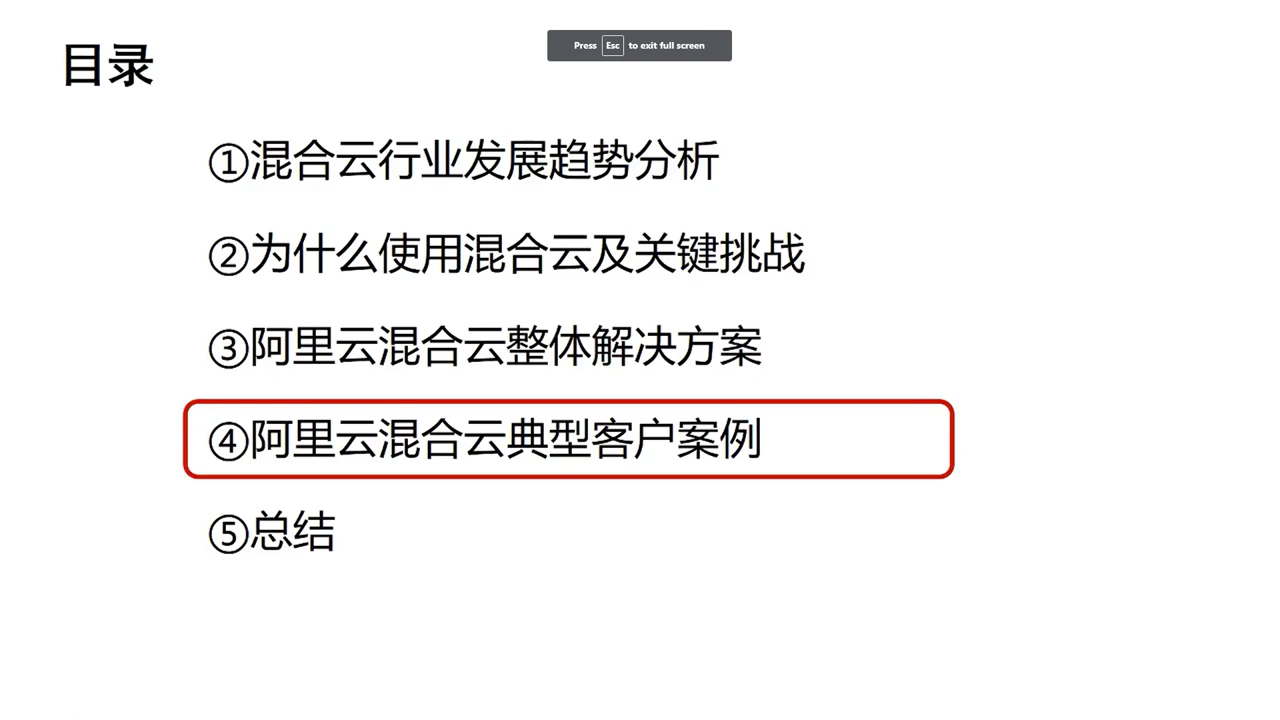 目录
Press Esc to exit full screen
①混合云行业发展趋势分析
②为什么使用混合云及关键挑战
③阿里云混合云整体解决方案
④阿里云混合云典型客户案例
⑤总结